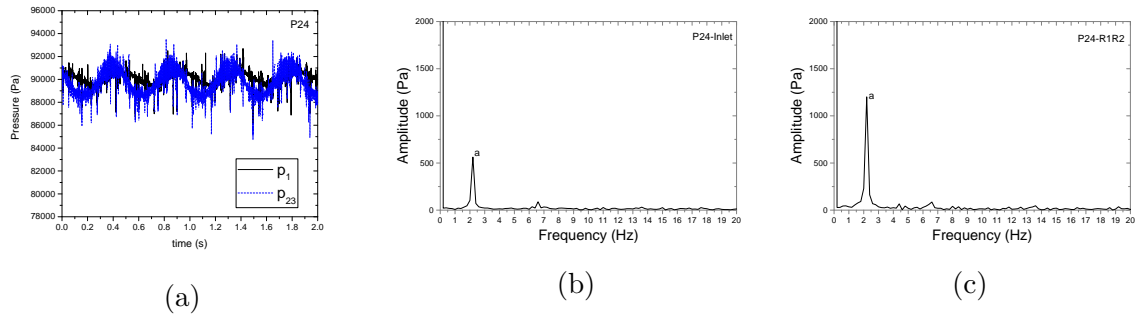 P24
96000
94000
92000
90000
88000
86000
84000
82000
80000
78000
Pressure (Pa)
p1
p23
0.0 0.2 0.4 0.6 0.8 1.0 1.2 1.4 1.6 1.8 2.0
time (s)
(a)
P24-Inlet
2000
1500
1000
500
0
Amplitude (Pa)
a
0 1 2 3 4 5 6 7 8 9 10 11 12 13 14 15 16 17 18 19 20
Frequency (Hz)
(b)
P24-R1R2
2000
1500
1000
500
0
Amplitude (Pa)
a
0 1 2 3 4 5 6 7 8 9 10 11 12 13 14 15 16 17 18 19 20
Frequency (Hz)
(c)